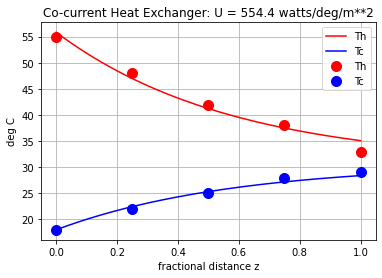 Co-current Heat Exchanger: U = 554.4 watts/deg/m**2
Th
Tc
Th
Tc
deg C
55
50
45
40
35
30
25
20
0.0 0.2 0.4 0.6 0.8 1.0
fractional distance z